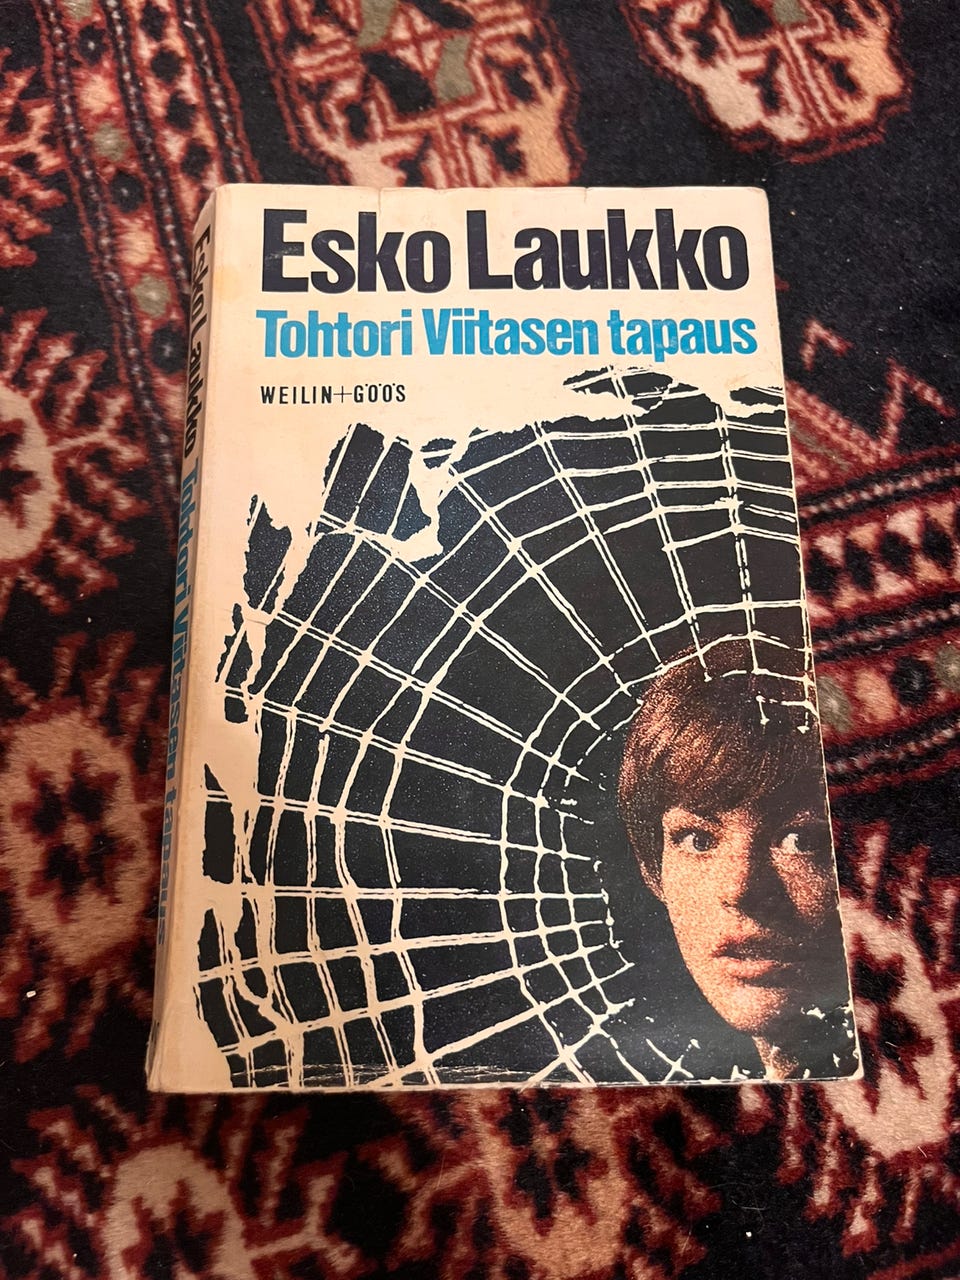 Esko Laukko
Tohtori Viitasen tapaus
WEILIN+GÖÖS
Esko Laukko Tohtori Viitasen tapaus